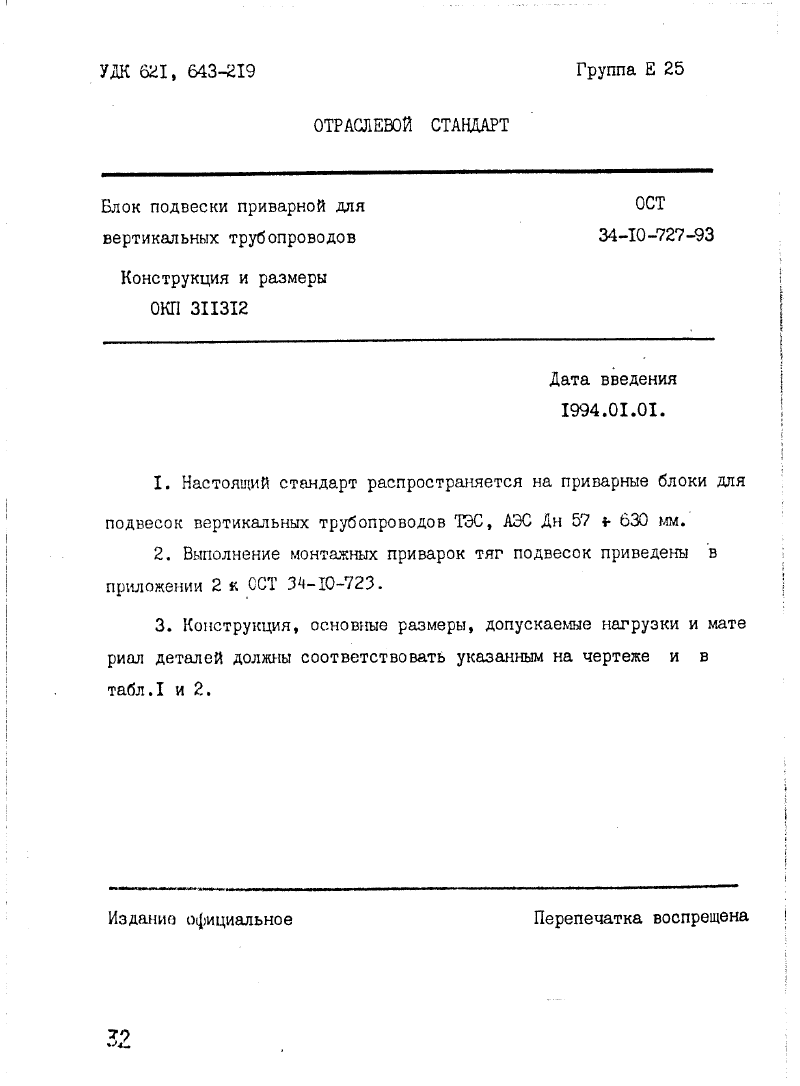 УДК 621, 643-219
Группа Е 25
ОТРАСЛЕВОЙ СТАНДАРТ
Блок подвески приварной для
ОСТ
вертикальных трубопроводов
34-10-727-93
Конструкция и размеры
ОКП 311312
Дата введения
1994.01.01.
1. Настоящий стандарт распространяется на приварные блоки для
подвесок вертикальных трубопроводов ТЭС, АЭС Дн 57 ÷ 630 мм.
2. Выполнение монтажных приварок тяг подвесок приведены в
приложении 2 к ОСТ 34-10-723.
3. Конструкция, основные размеры, допускаемые нагрузки и мате
риал деталей должны соответствовать указанным на чертеже и в
табл.1 и 2.
Издание официальное
Перепечатка воспрещена
32